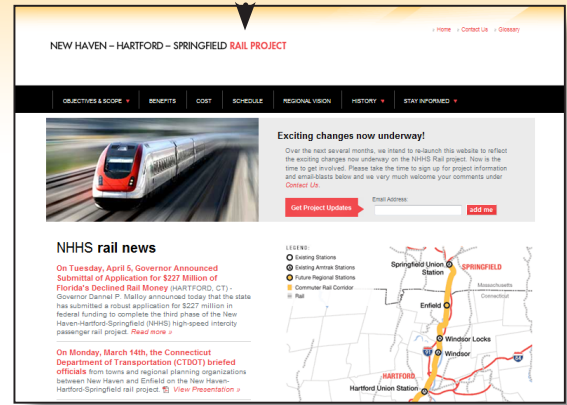 Home Contact Us Glossary
NEW HAVEN – HARTFORD – SPRINGFIELD RAIL PROJECT
OBJECTIVES & SCOPE BENEFITS COST SCHEDULE REGIONAL VISION HISTORY STAY INFORMED
Exciting changes now underway!
Over the next several months, we intend to re-launch this website to reflect
the exciting changes now underway on the NHHS Rail project. Now is the
time to get involved. Please take the time to sign up for project information
and email-blasts below and we very much welcome your comments under
Contact Us.
Get Project Updates
Email Address:
add me
NHHS rail news
On Tuesday, April 5, Governor Announced
Submittal of Application for $227 Million of
Florida's Declined Rail Money (HARTFORD, CT) -
Governor Dannel P. Malloy announced today that the state
has submitted a robust application for $227 million in
federal funding to complete the third phase of the New
Haven-Hartford-Springfield (NHHS) high-speed intercity
passenger rail project. Read more »
On Monday, March 14th, the Connecticut
Department of Transportation (CTDOT) briefed
officials from towns and regional planning organizations
between New Haven and Enfield on the New Haven-
Hartford-Springfield rail project. View Presentation »
LEGEND:
Existing Stations
Existing Amtrak Stations
Future Regional Stations
Commuter Rail Corridor
Rail
Springfield Union
Station
SPRINGFIELD
Massachusetts
Connecticut
Enfield
Windsor Locks
91
Windsor
84
HARTFORD
Hartford Union Station